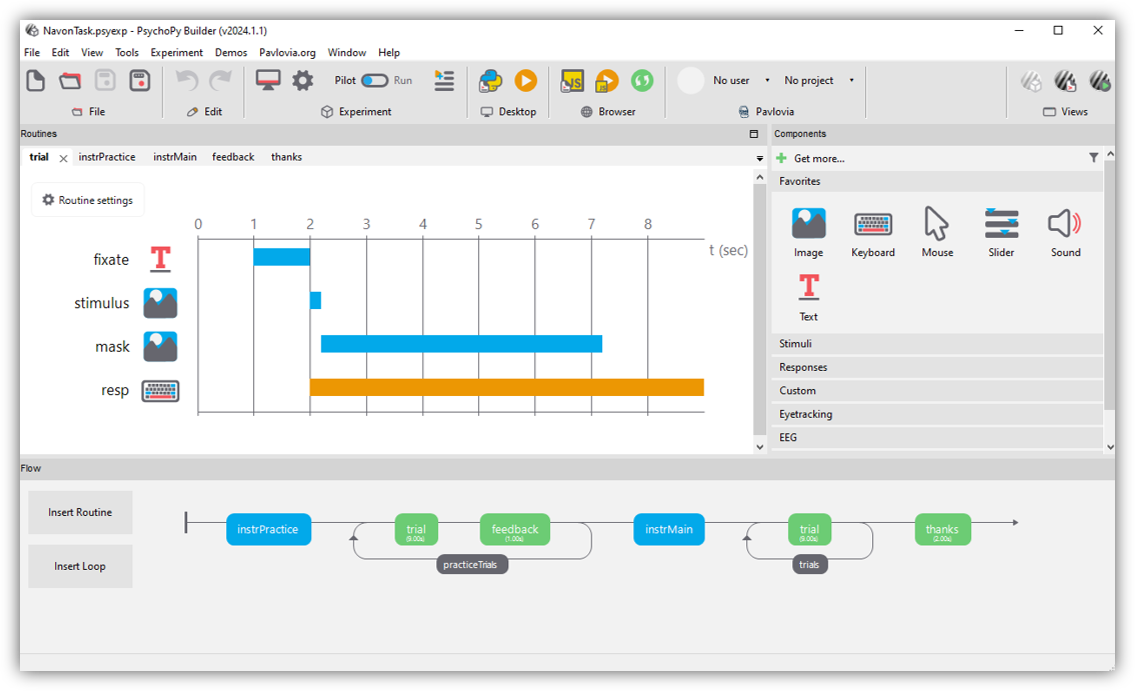 NavonTask.psyexp - PsychoPy Builder (v2024.1.1)
File Edit View Tools Experiment Demos Pavlovia.org Window Help
Pilot Run
JS
JS
No user No project
File Edit Experiment Desktop Browser Pavlovia Views
Routines
trial instrPractice instrMain feedback thanks
Routine settings
0 1 2 3 4 5 6 7 8
t (sec)
fixate
stimulus
mask
resp
Components
Get more...
Favorites
Image Keyboard Mouse Slider Sound
Text
Stimuli
Responses
Custom
Eyetracking
EEG
Flow
Insert Routine
Insert Loop
instrPractice
trial
(9.00s)
feedback
(1.00s)
practiceTrials
instrMain
trial
(9.00s)
trials
thanks
(2.00s)